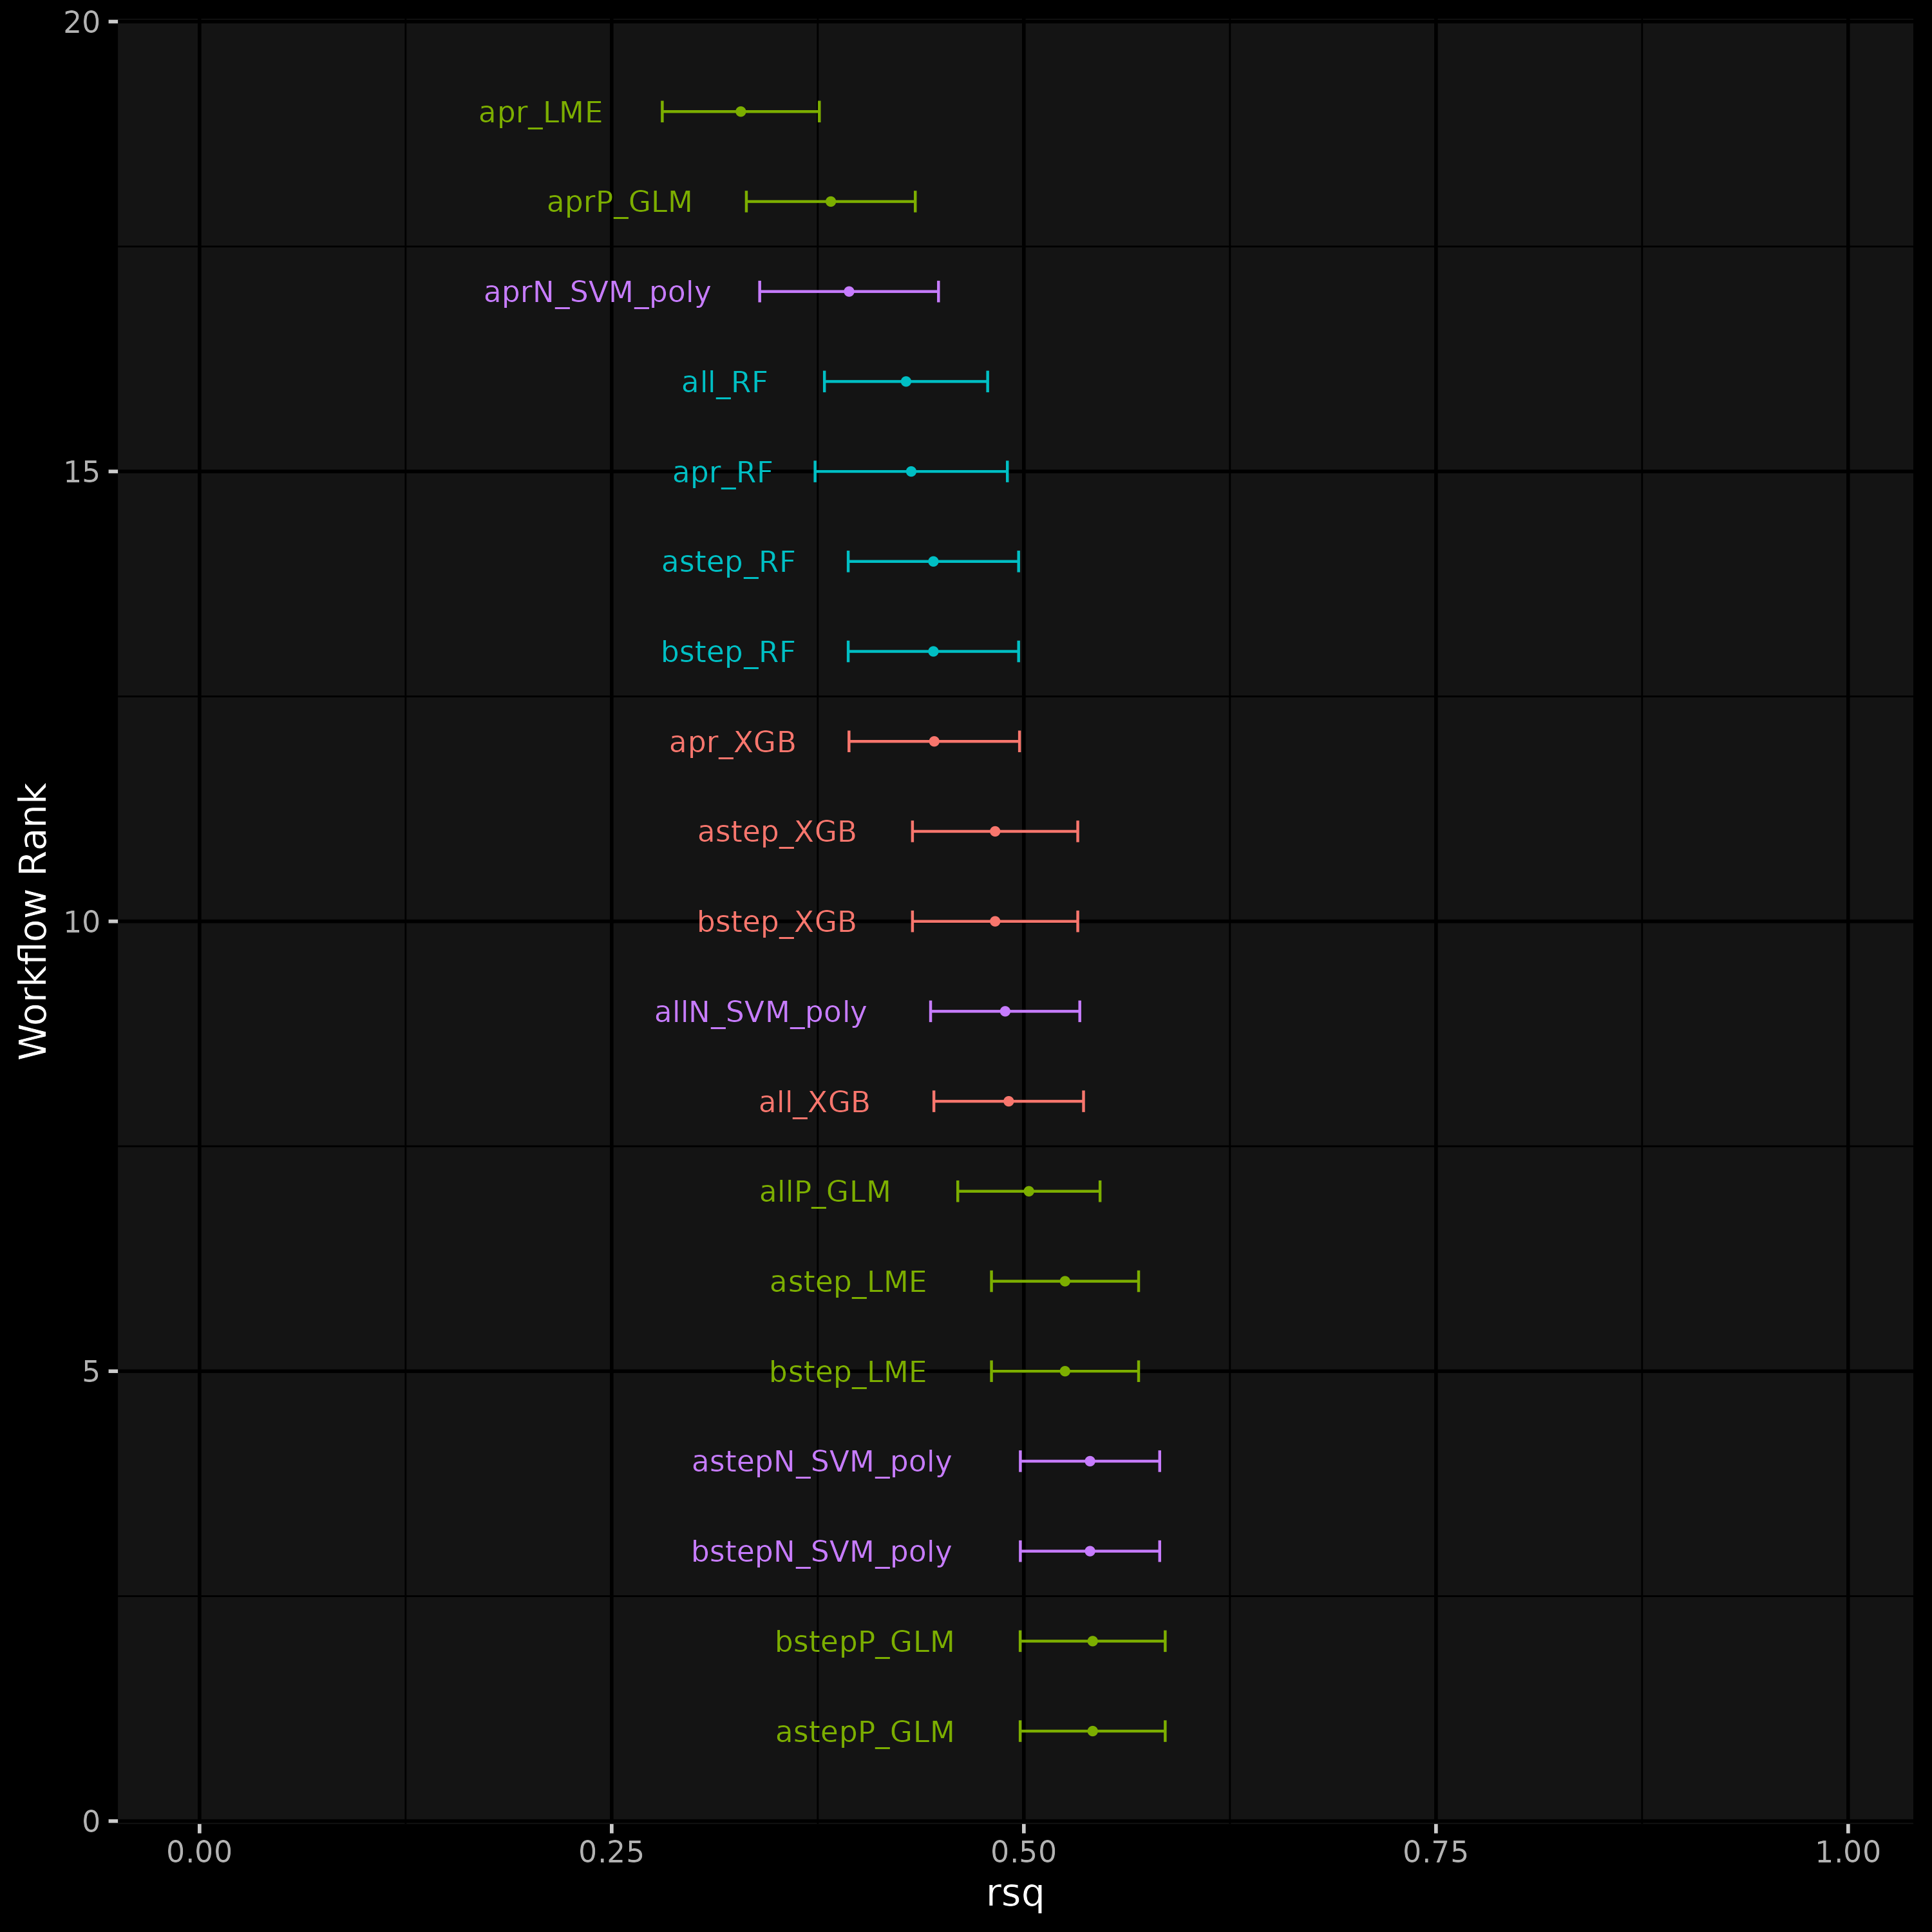 20
apr_LME
aprP_GLM
aprN_SVM_poly
all_RF
15
apr_RF
astep_RF
bstep_RF
apr_XGB
astep_XGB
10
bstep_XGB
allN_SVM_poly
all_XGB
allP_GLM
astep_LME
5
bstep_LME
astepN_SVM_poly
bstepN_SVM_poly
bstepP_GLM
astepP_GLM
0
Workflow Rank
0.00 0.25 0.50 0.75 1.00
rsq